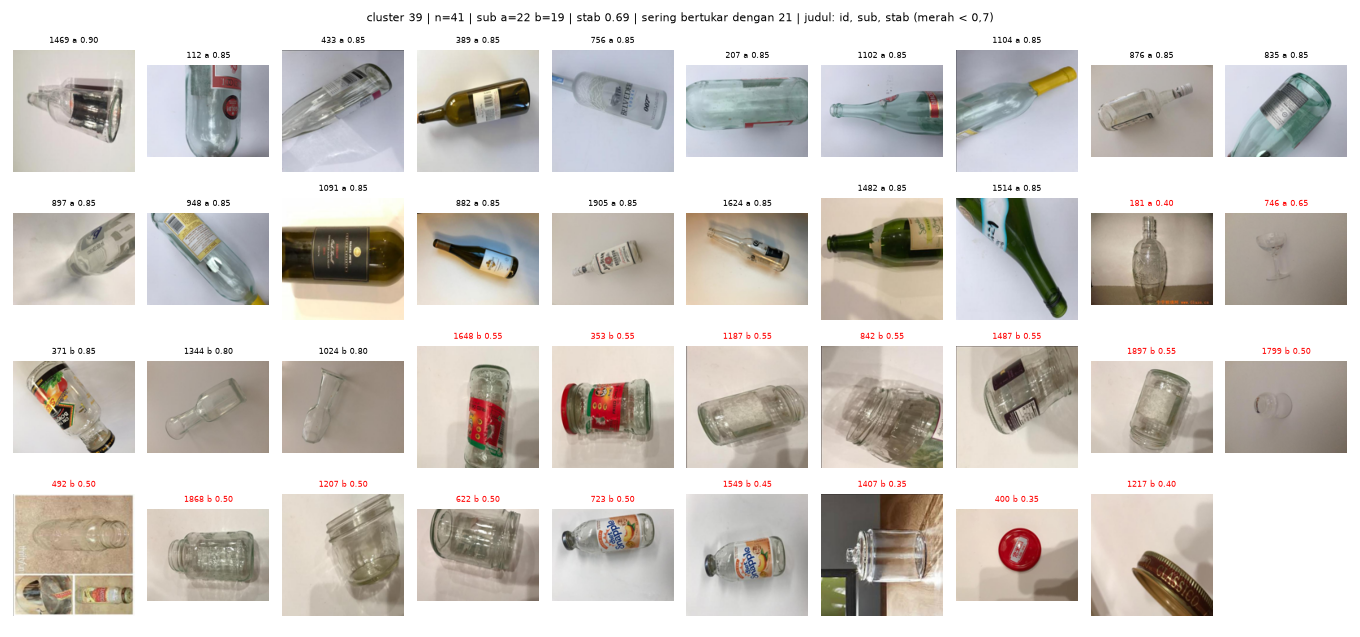 cluster 39 | n=41 | sub a=22 b=19 | stab 0.69 | sering bertukar dengan 21 | judul: id, sub, stab (merah < 0,7)
1469 a 0.90
112 a 0.85
433 a 0.85
389 a 0.85
756 a 0.85
207 a 0.85
1102 a 0.85
1104 a 0.85
876 a 0.85
835 a 0.85
BELVEDERE
007
897 a 0.85
948 a 0.85
1091 a 0.85
882 a 0.85
1905 a 0.85
1624 a 0.85
1482 a 0.85
1514 a 0.85
181 a 0.40
746 a 0.65
371 a 0.85
1344 b 0.80
1024 b 0.80
1648 b 0.55
353 b 0.55
1187 b 0.55
842 b 0.55
1487 b 0.55
1897 b 0.55
1799 b 0.50
492 b 0.50
1868 b 0.50
1207 b 0.50
622 b 0.50
723 b 0.50
1549 b 0.45
1407 b 0.35
400 b 0.35
1217 b 0.40
Snapple
Snapple
CLASSICO